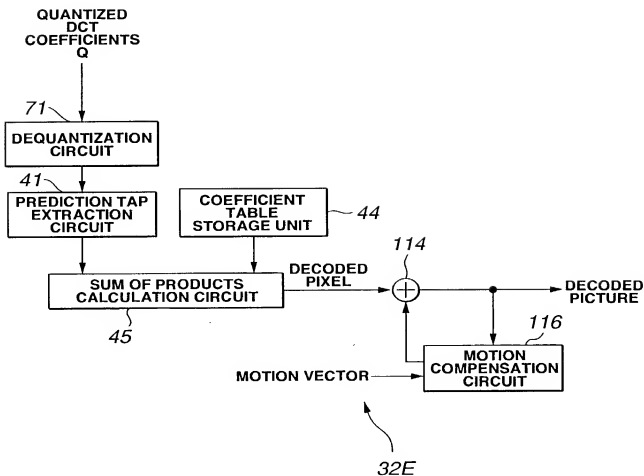 QUANTIZED
DCT
COEFFICIENTS
Q
71
DEQUANTIZATION
CIRCUIT
41
PREDICTION TAP
EXTRACTION
CIRCUIT
COEFFICIENT
TABLE
STORAGE UNIT
44
SUM OF PRODUCTS
CALCULATION CIRCUIT
45
DECODED
PIXEL
114
DECODED
PICTURE
116
MOTION
COMPENSATION
CIRCUIT
MOTION VECTOR
32E